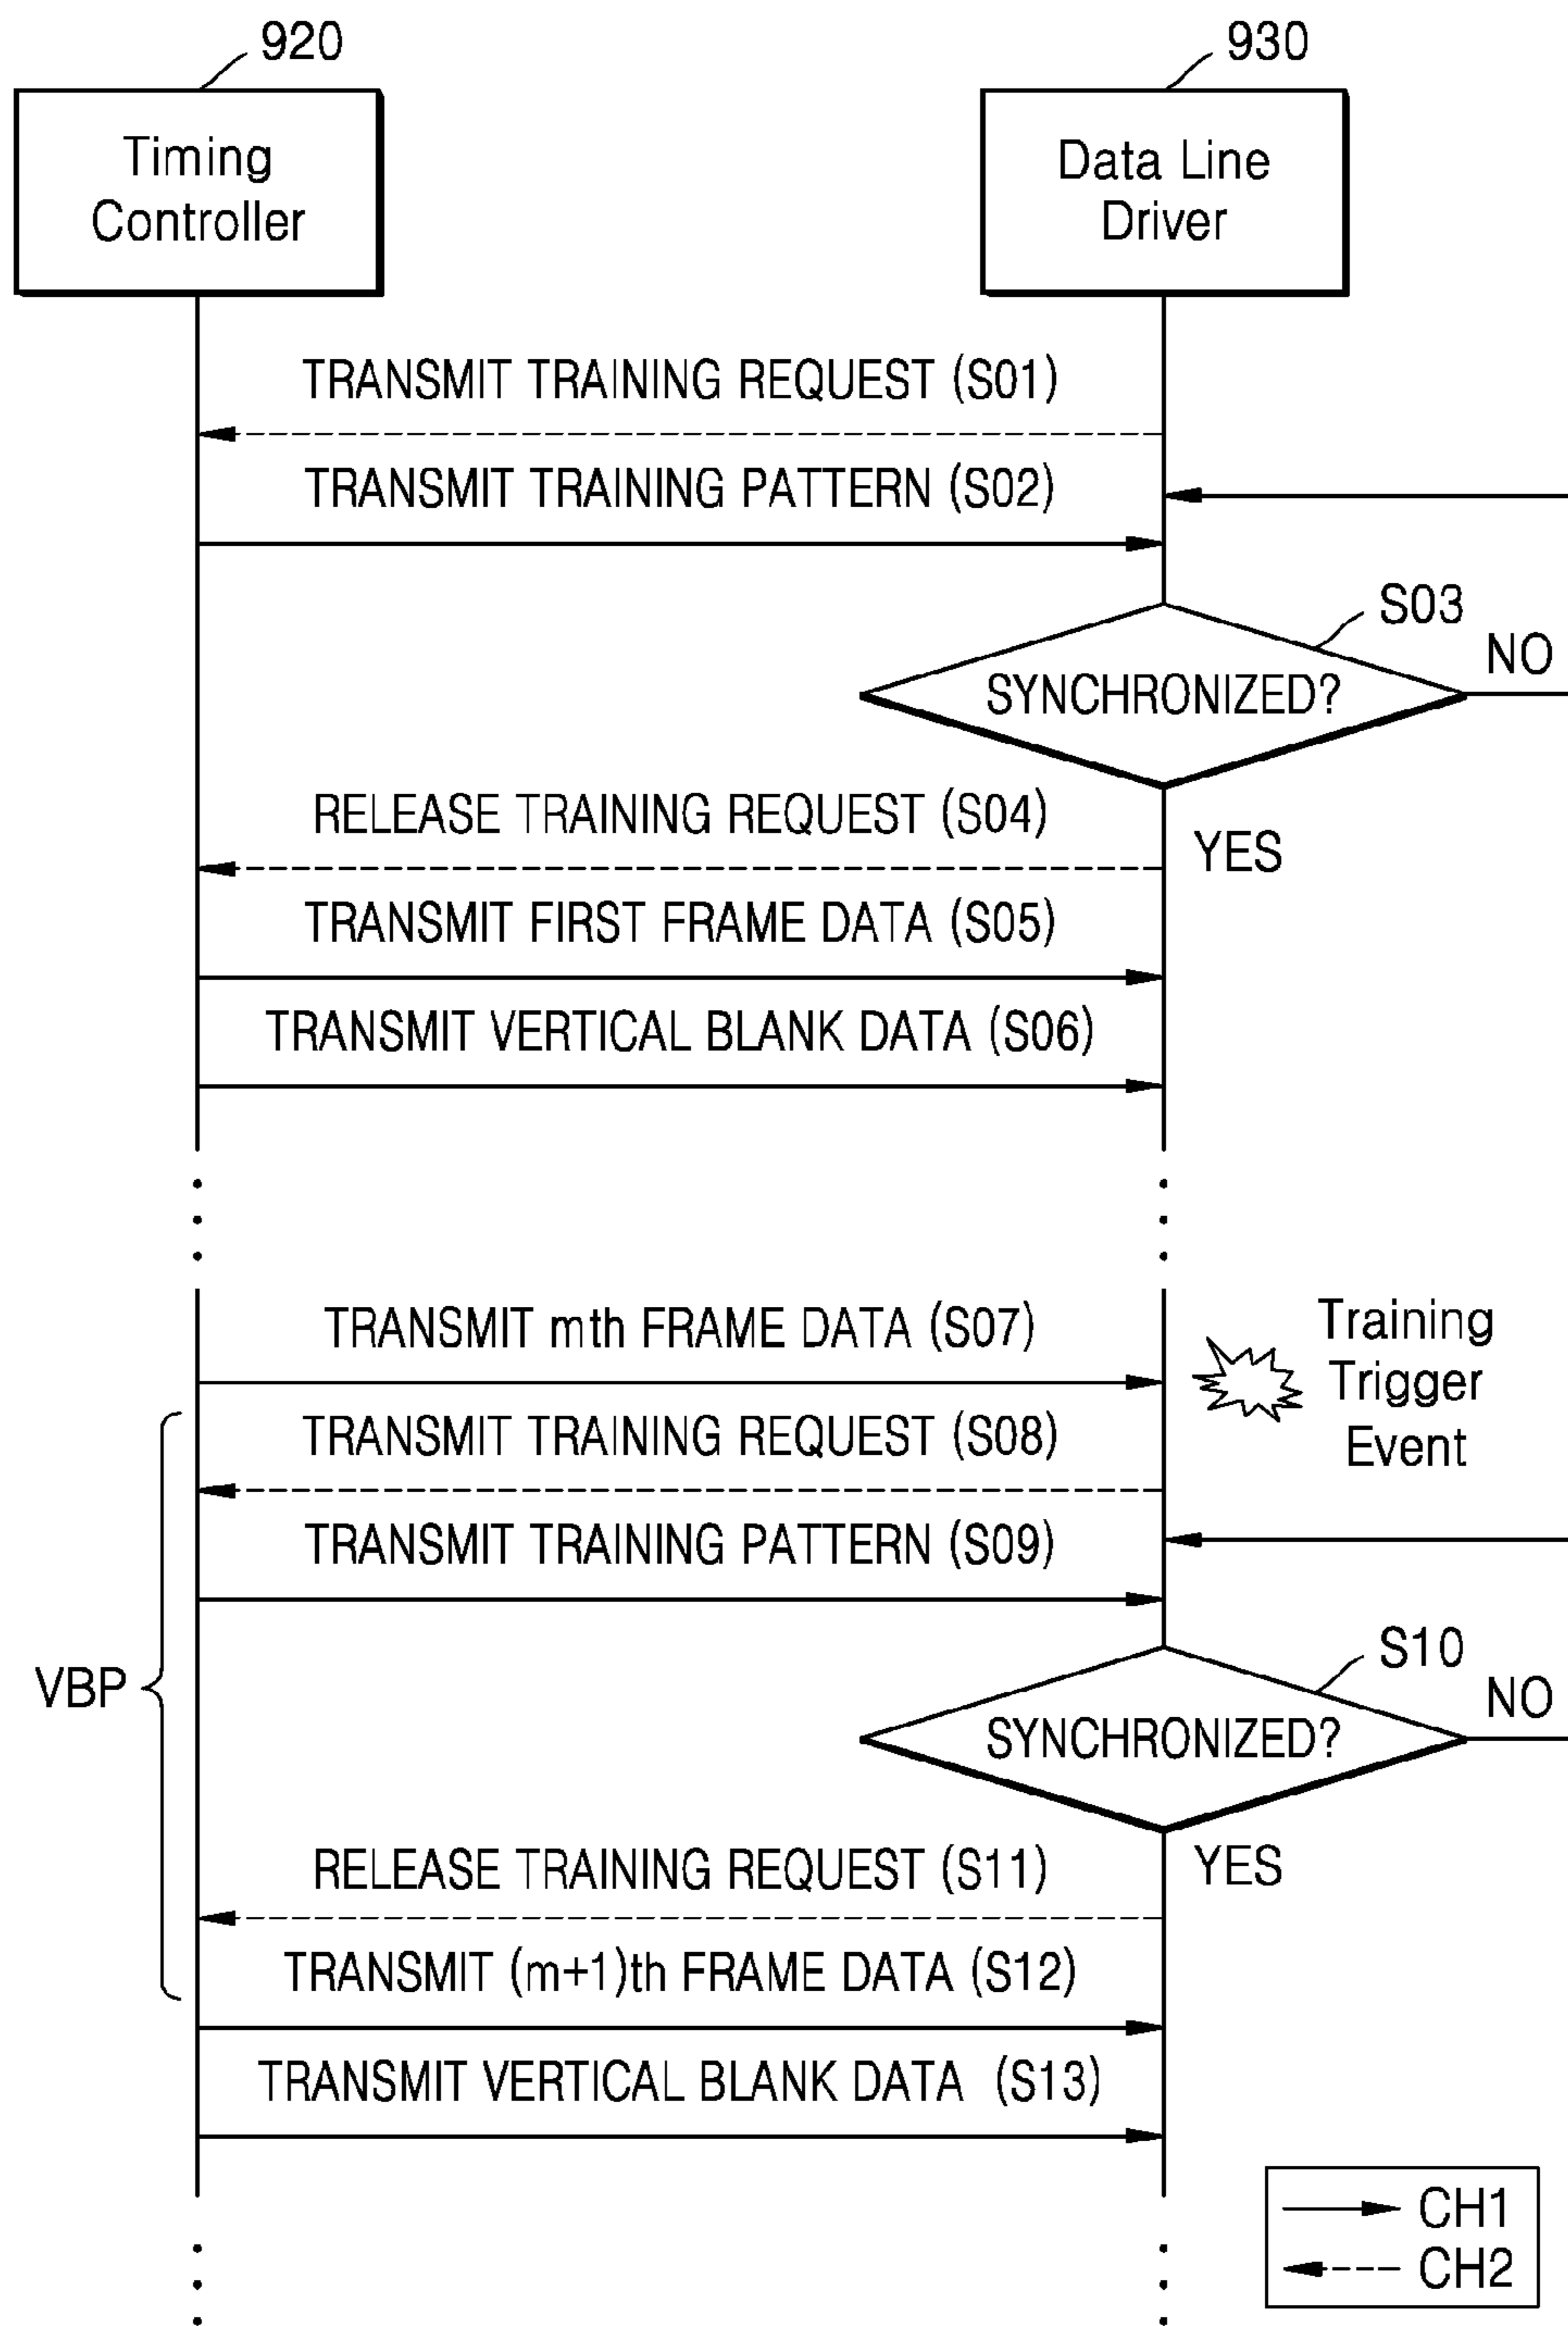 920
930
Timing
Controller
Data Line
Driver
TRANSMIT TRAINING REQUEST (S01)
TRANSMIT TRAINING PATTERN (S02)
S03
NO
SYNCHRONIZED?
RELEASE TRAINING REQUEST (S04)
YES
TRANSMIT FIRST FRAME DATA (S05)
TRANSMIT VERTICAL BLANK DATA (S06)
TRANSMIT mth FRAME DATA (S07)
Training
Trigger
Event
TRANSMIT TRAINING REQUEST (S08)
TRANSMIT TRAINING PATTERN (S09)
S10
NO
VBP
SYNCHRONIZED?
RELEASE TRAINING REQUEST (S11)
YES
TRANSMIT (m+1)th FRAME DATA (S12)
TRANSMIT VERTICAL BLANK DATA (S13)
CH1
CH2